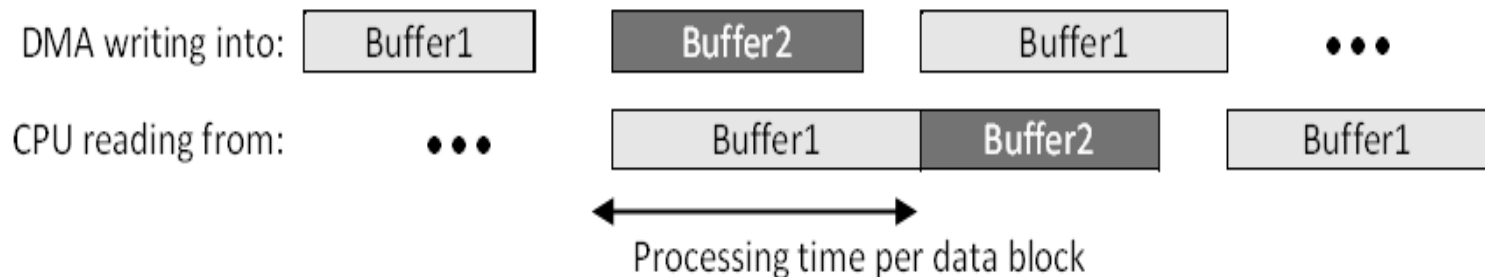 DMA writing into: Buffer1 Buffer2 Buffer1 •••
CPU reading from: ••• Buffer1 Buffer2 Buffer1
Processing time per data block